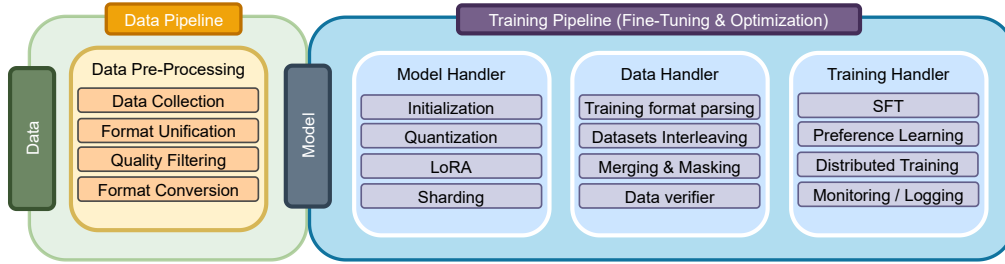 Data Pipeline
Training Pipeline (Fine-Tuning & Optimization)
Data
Data Pre-Processing
Data Collection
Format Unification
Quality Filtering
Format Conversion
Model
Model Handler
Initialization
Quantization
LoRA
Sharding
Data Handler
Training format parsing
Datasets Interleaving
Merging & Masking
Data verifier
Training Handler
SFT
Preference Learning
Distributed Training
Monitoring / Logging